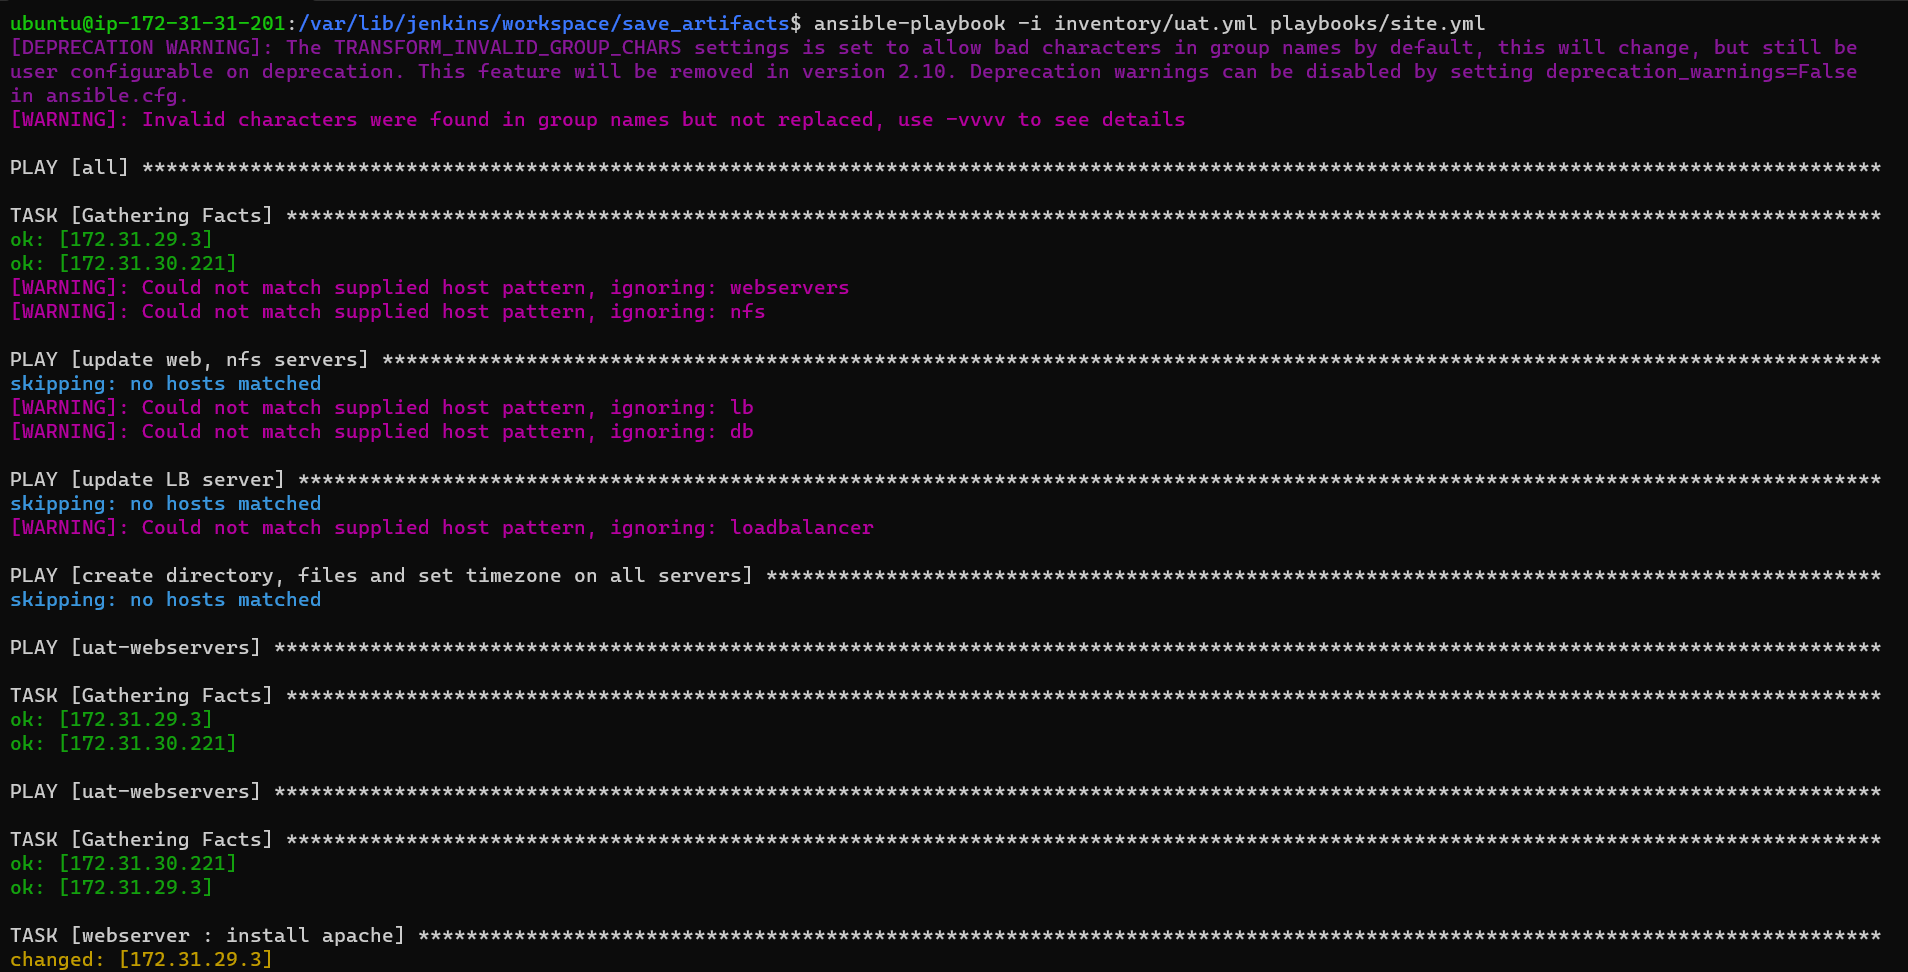 ubuntu@ip-172-31-31-201:/var/lib/jenkins/workspace/save_artifacts$ ansible-playbook -i inventory/uat.yml playbooks/site.yml
[DEPRECATION WARNING]: The TRANSFORM_INVALID_GROUP_CHARS settings is set to allow bad characters in group names by default, this will change, but still be
user configurable on deprecation. This feature will be removed in version 2.10. Deprecation warnings can be disabled by setting deprecation_warnings=False
in ansible.cfg.
[WARNING]: Invalid characters were found in group names but not replaced, use -vvvv to see details
PLAY [all] *************************************************************************************************************************************************
TASK [Gathering Facts] *************************************************************************************************************************************
ok: [172.31.29.3]
ok: [172.31.30.221]
[WARNING]: Could not match supplied host pattern, ignoring: webservers
[WARNING]: Could not match supplied host pattern, ignoring: nfs
PLAY [update web, nfs servers] *****************************************************************************************************************************
skipping: no hosts matched
[WARNING]: Could not match supplied host pattern, ignoring: lb
[WARNING]: Could not match supplied host pattern, ignoring: db
PLAY [update LB server] ************************************************************************************************************************************
skipping: no hosts matched
[WARNING]: Could not match supplied host pattern, ignoring: loadbalancer
PLAY [create directory, files and set timezone on all servers] *********************************************************************************************
skipping: no hosts matched
PLAY [uat-webservers] **************************************************************************************************************************************
TASK [Gathering Facts] *************************************************************************************************************************************
ok: [172.31.29.3]
ok: [172.31.30.221]
PLAY [uat-webservers] **************************************************************************************************************************************
TASK [Gathering Facts] *************************************************************************************************************************************
ok: [172.31.30.221]
ok: [172.31.29.3]
TASK [webserver : install apache] **************************************************************************************************************************
changed: [172.31.29.3]